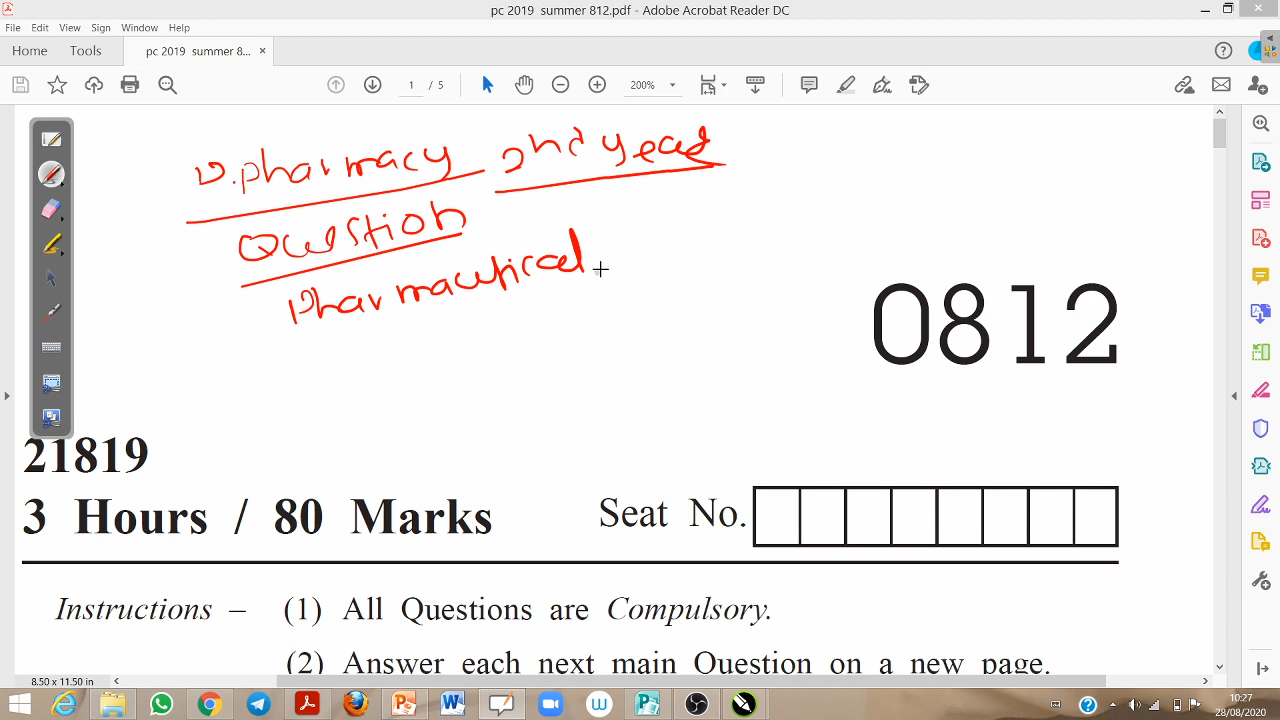 pc 2019 summer 812.pdf - Adobe Acrobat Reader DC
File Edit View Sign Window Help
Home Tools pc 2019 summer 8... ×
1 / 5 200%
D.pharmacy 2nd year
Question
Pharmaceutical
0812
21819
3 Hours / 80 Marks Seat No.
Instructions – (1) All Questions are Compulsory.
(2) Answer each next main Question on a new page.
8.50 x 11.50 in
10:27
28/08/2020